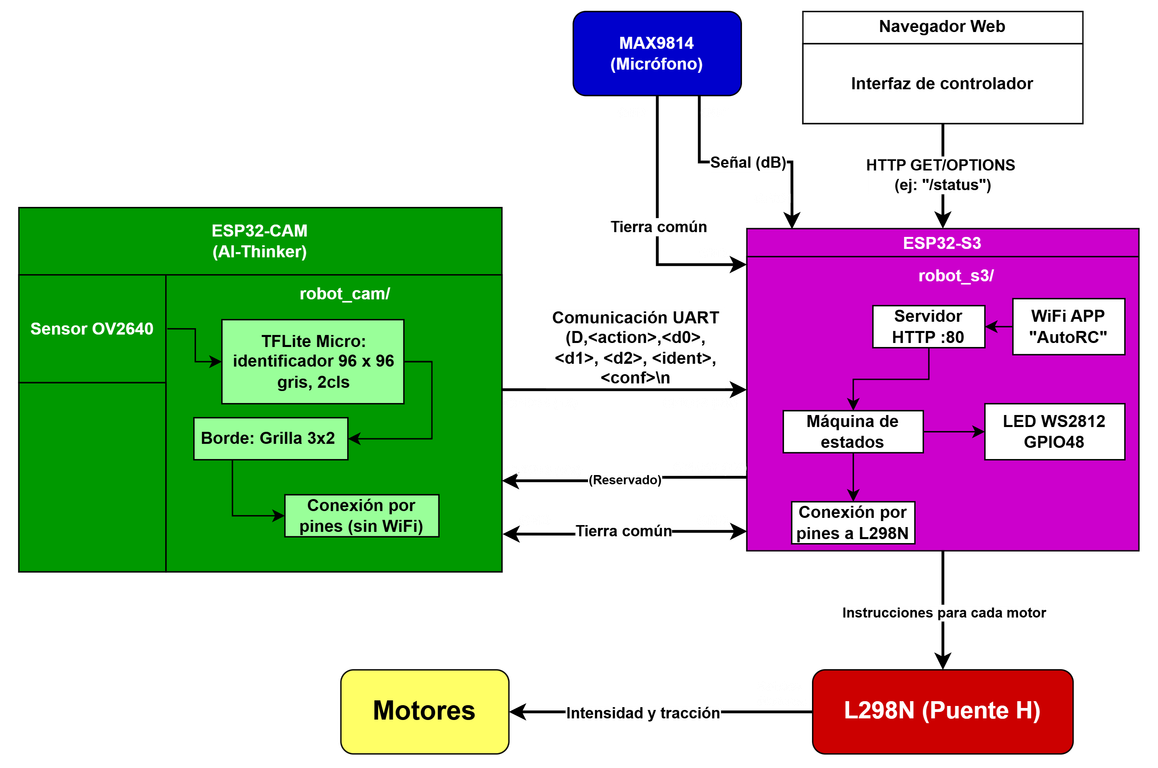 MAX9814
(Micrófono)
Navegador Web
Interfaz de controlador
Señal (dB)
HTTP GET/OPTIONS
(ej: "/status")
Tierra común
ESP32-CAM
(AI-Thinker)
Sensor OV2640
robot_cam/
TFLite Micro:
identificador 96 x 96
gris, 2cls
Borde: Grilla 3x2
Conexión por
pines (sin WiFi)
Comunicación UART
(D,<action>,<d0>,
<d1>, <d2>, <ident>,
<conf>\n
(Reservado)
Tierra común
ESP32-S3
robot_s3/
Servidor
HTTP :80
WiFi APP
"AutoRC"
Máquina de
estados
LED WS2812
GPIO48
Conexión por
pines a L298N
Instrucciones para cada motor
Motores
Intensidad y tracción
L298N (Puente H)